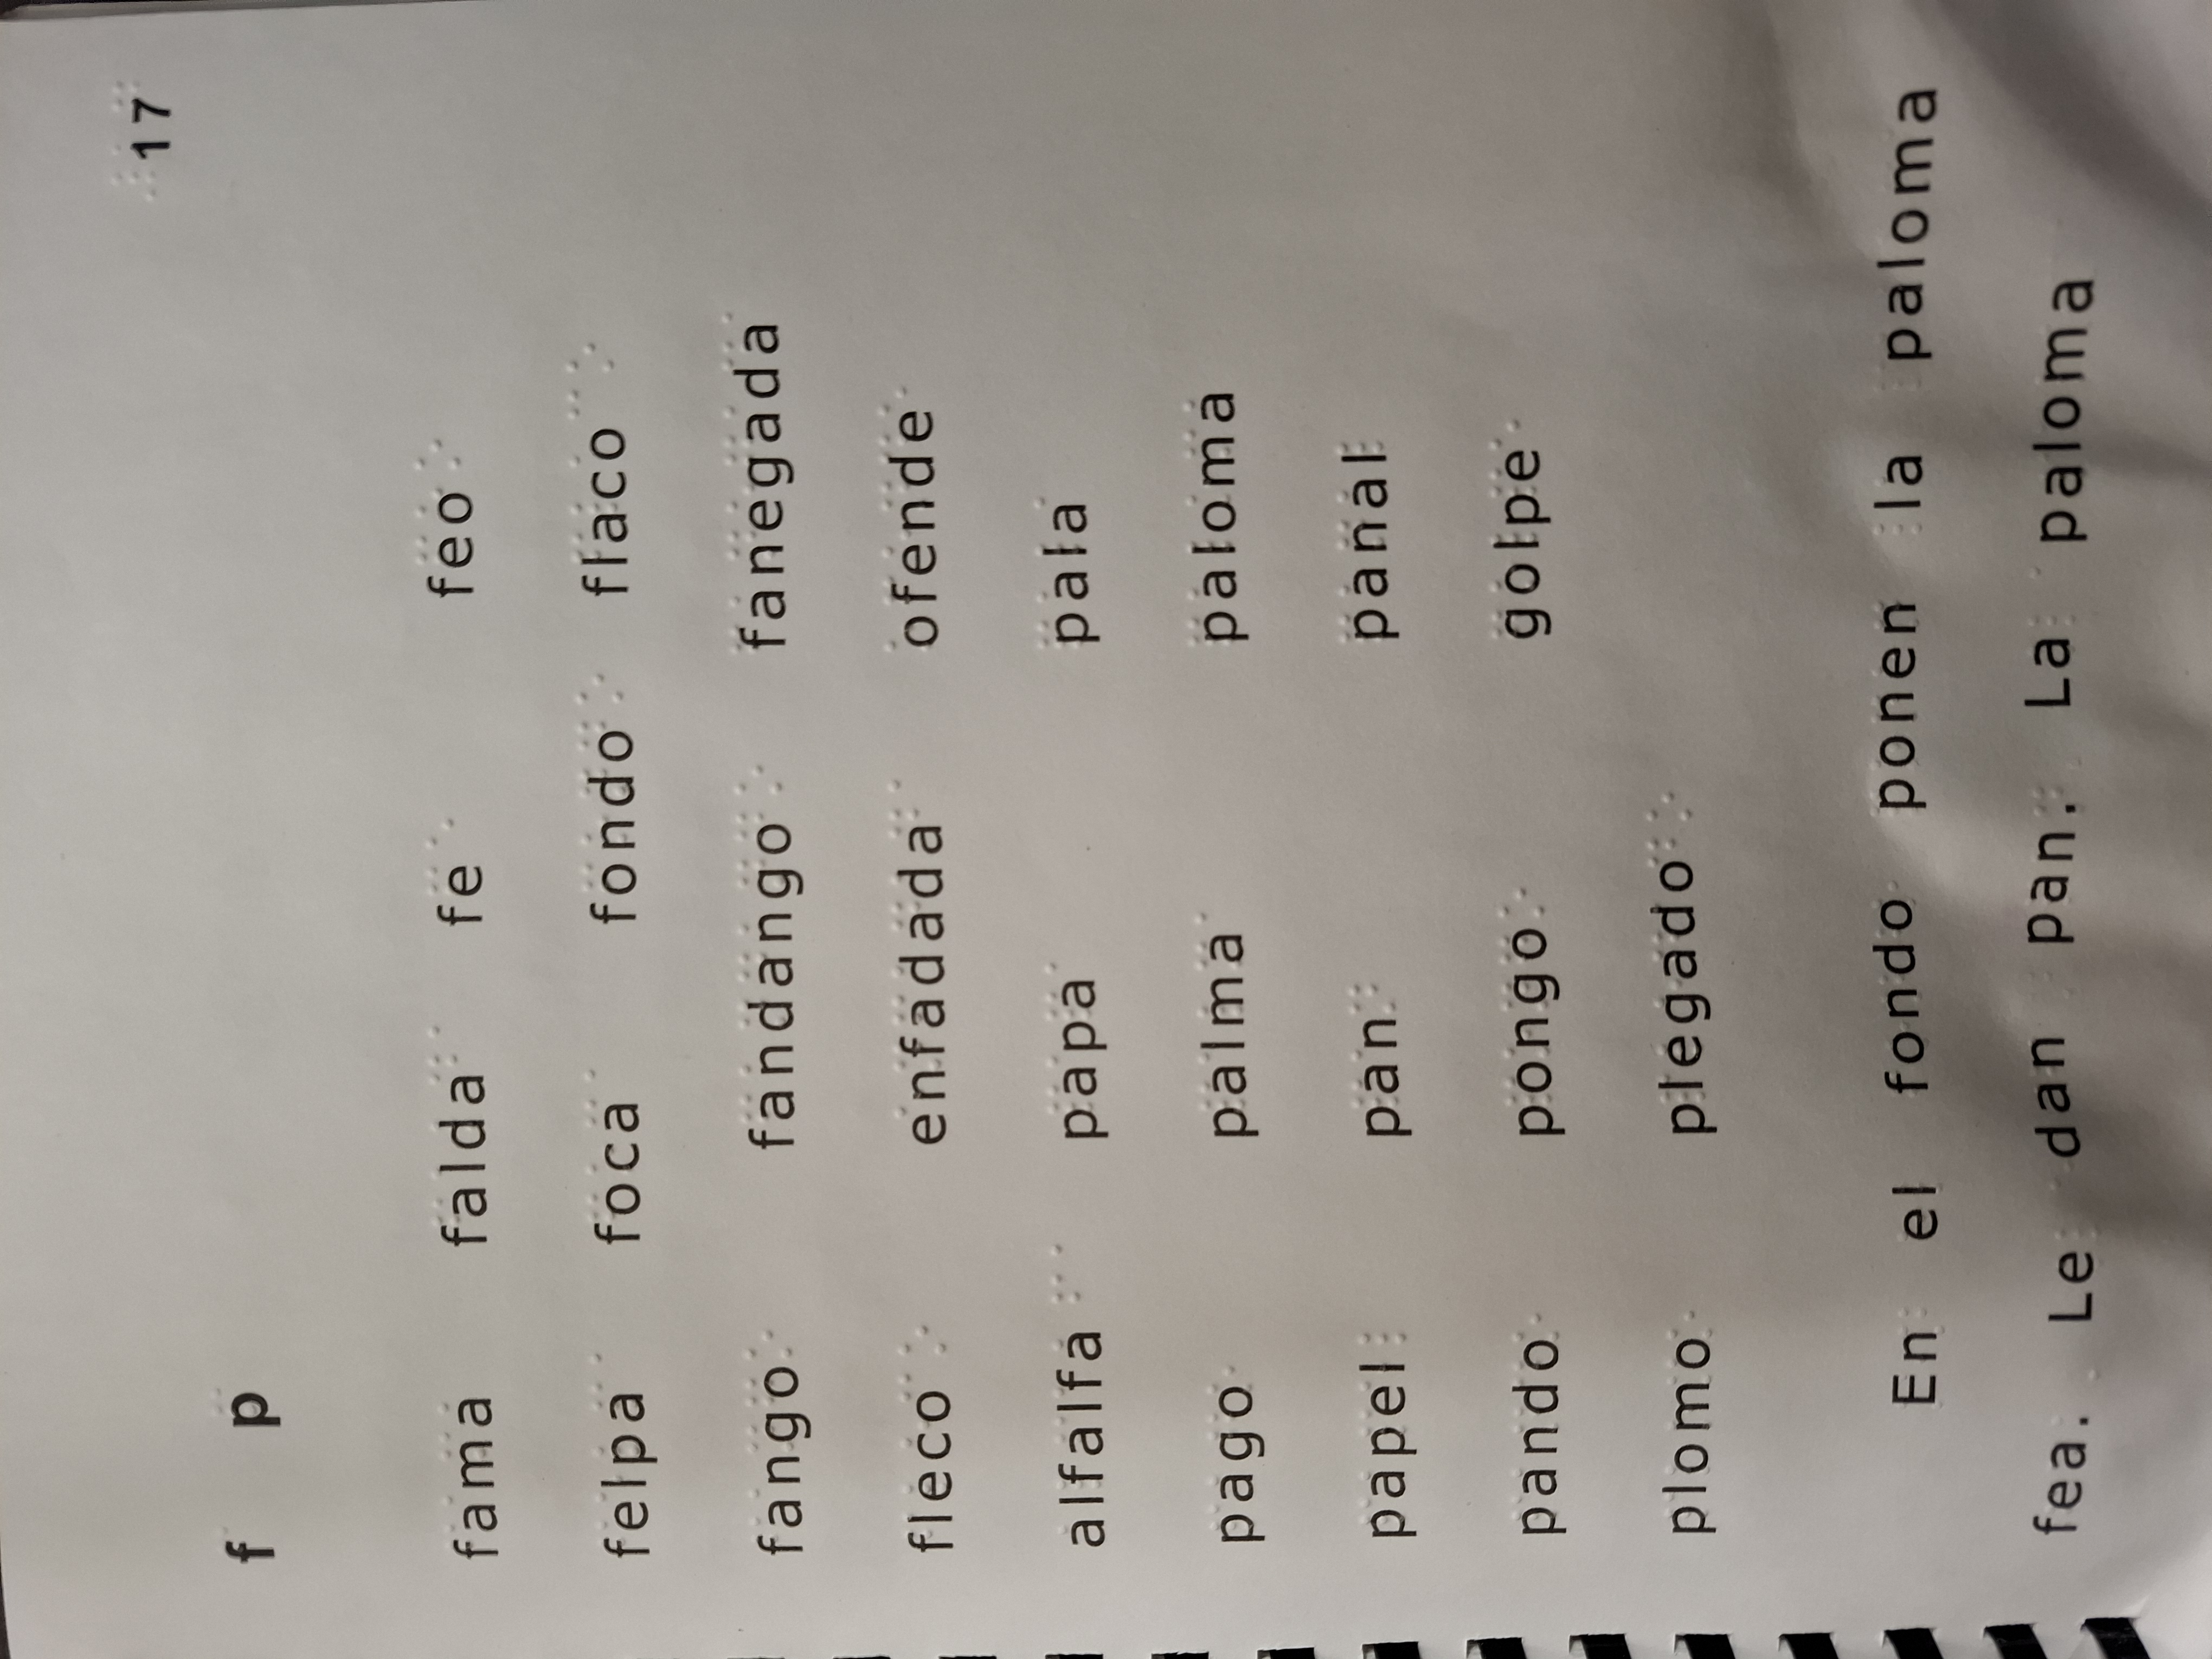 17
f p
fama falda fe feo
felpa foca fondo flaco
fango fandango fanegada
fleco enfadada ofende
alfalfa papa pala
pago palma paloma
papel pan panal
pando pongo golpe
plomo plegado
En el fondo ponen la paloma
fea. Le dan pan. La paloma